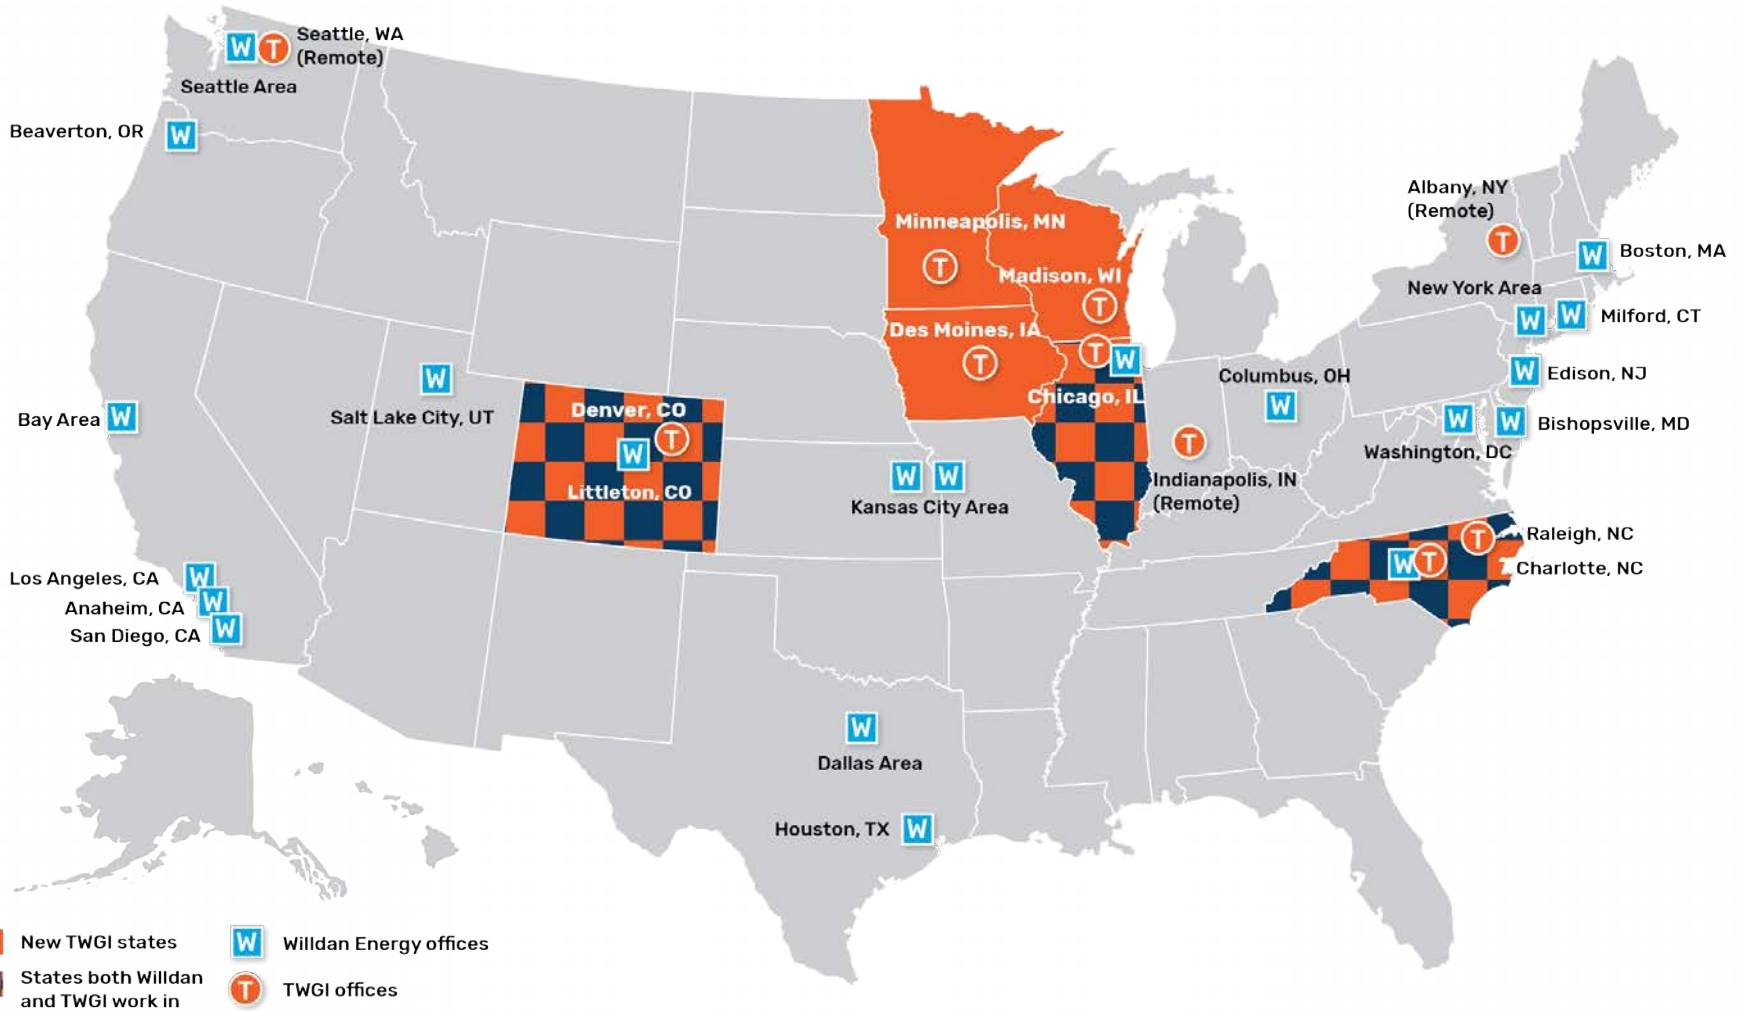 W T Seattle, WA
(Remote)
Seattle Area
Beaverton, OR W
Minneapolis, MN
T
Madison, WI
T
Des Moines, IA
T
T W
Chicago, IL
Albany, NY
(Remote)
T
W Boston, MA
New York Area
W W Milford, CT
W Edison, NJ
Columbus, OH
W
W W Bishopsville, MD
Washington, DC
W
Salt Lake City, UT
Bay Area W
Denver, CO
W T
Littleton, CO
W W
Kansas City Area
T
Indianapolis, IN
(Remote)
T Raleigh, NC
W T Charlotte, NC
Los Angeles, CA W
Anaheim, CA W
San Diego, CA W
W
Dallas Area
Houston, TX W
New TWGI states
W Willdan Energy offices
States both Willdan
and TWGI work in
T TWGI offices